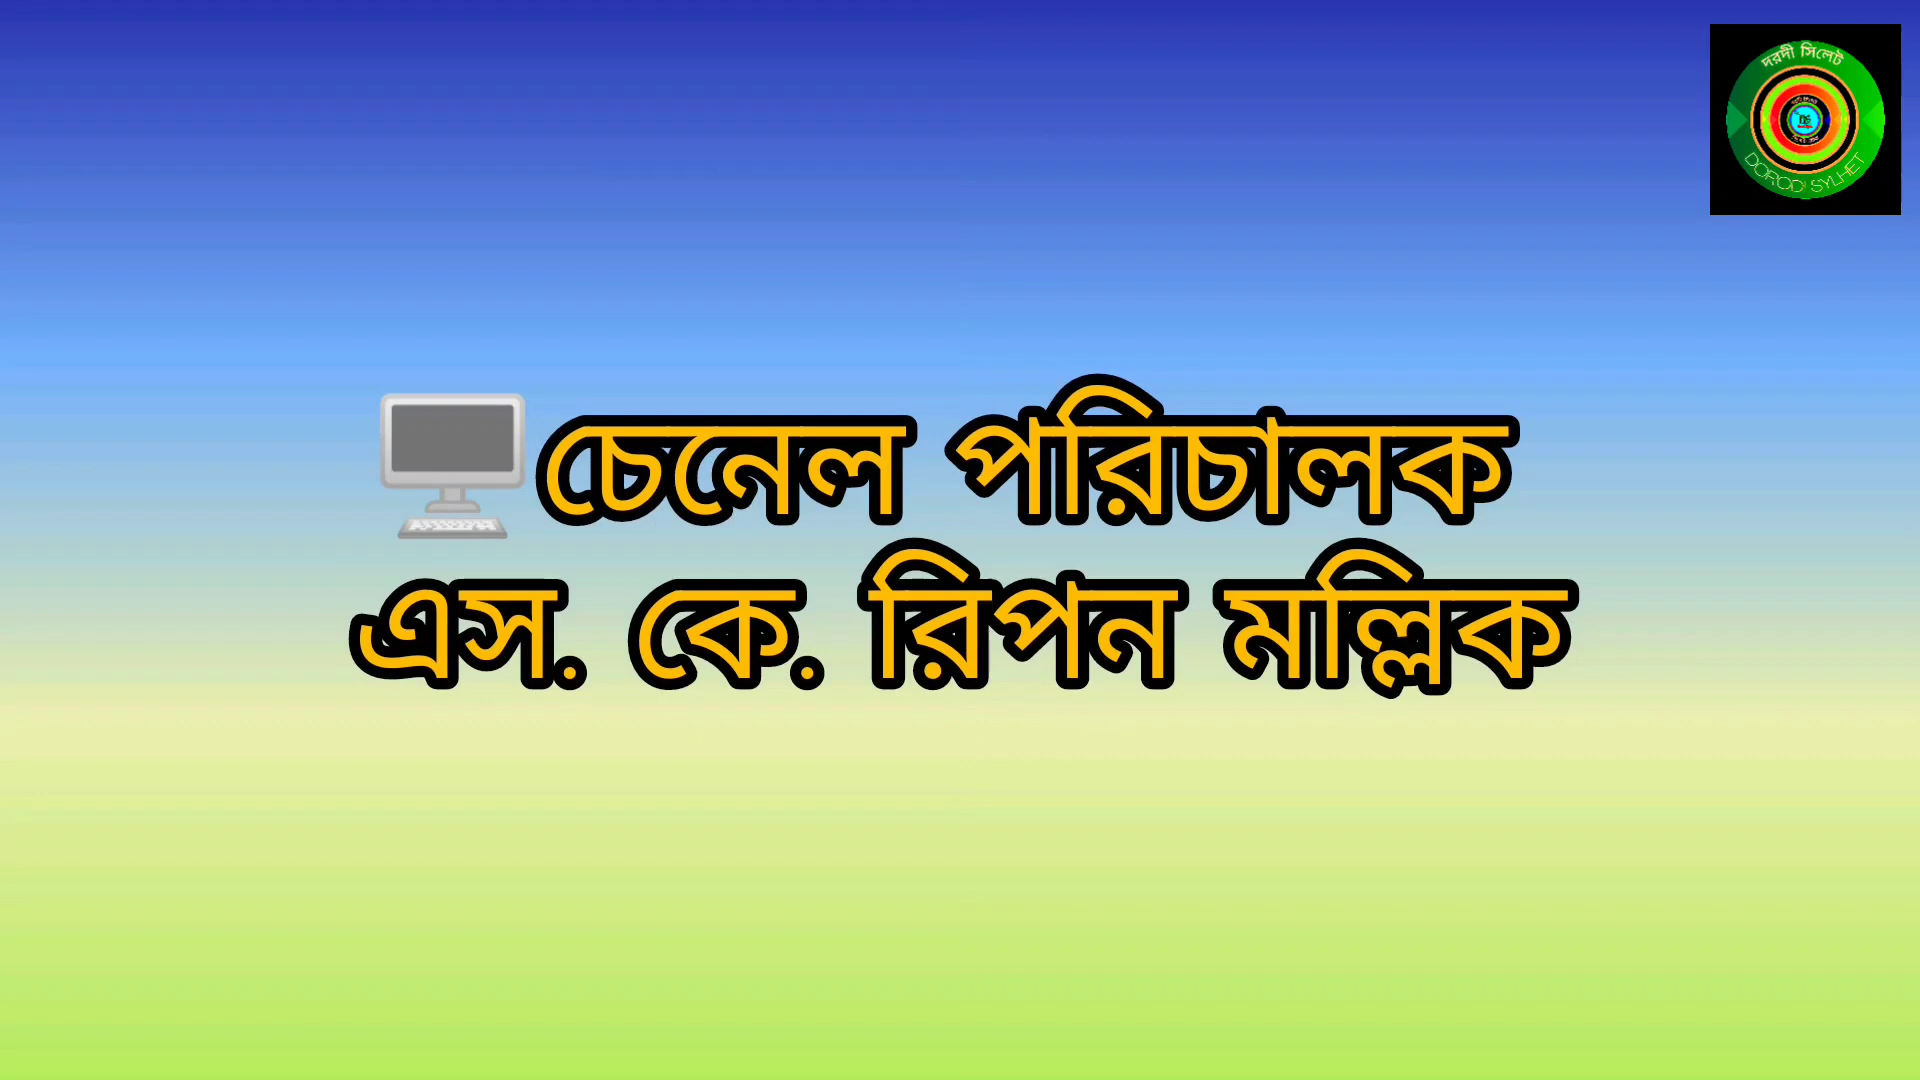 দরদী সিলেট
DORODI SYLHET
🖥️চেনেল পরিচালক
এস. কে. রিপন মল্লিক